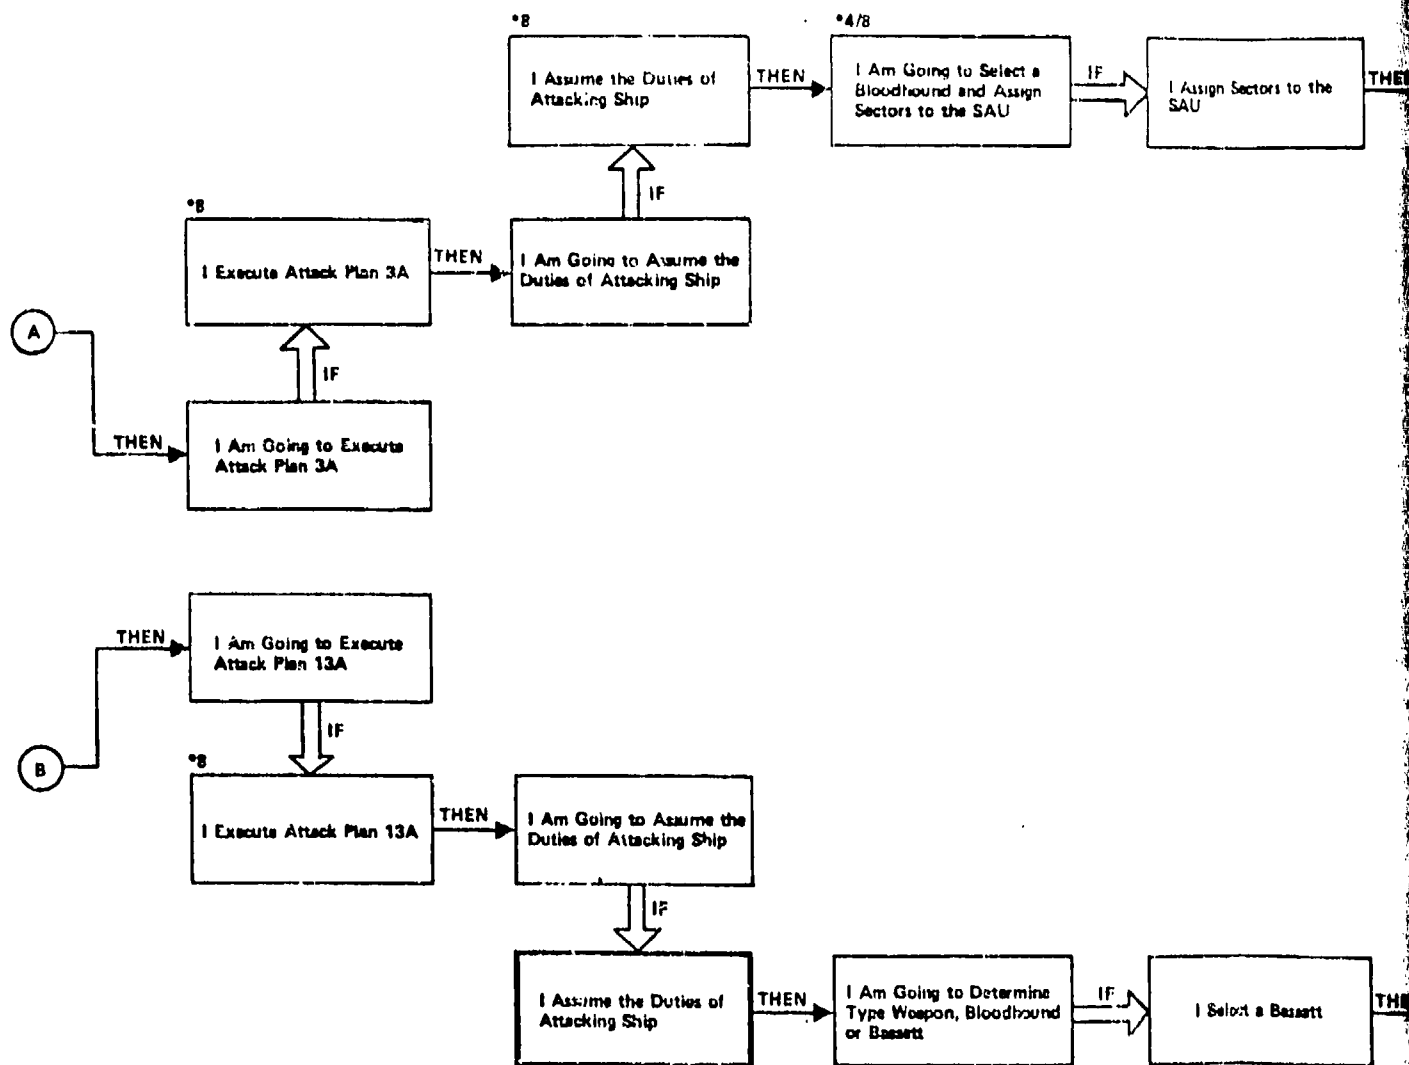 *8
I Assume the Duties of
Attacking Ship
THEN
*4/8
I Am Going to Select a
Bloodhound and Assign
Sectors to the SAU
IF
I Assign Sectors to the
SAU
THE
IF
*8
I Execute Attack Plan 3A
THEN
I Am Going to Assume the
Duties of Attacking Ship
A
IF
THEN
I Am Going to Execute
Attack Plan 3A
THEN
I Am Going to Execute
Attack Plan 13A
IF
B
*8
I Execute Attack Plan 13A
THEN
I Am Going to Assume the
Duties of Attacking Ship
IF
I Assume the Duties of
Attacking Ship
THEN
I Am Going to Determine
Type Weapon, Bloodhound
or Bassett
IF
I Select a Bassett
THE